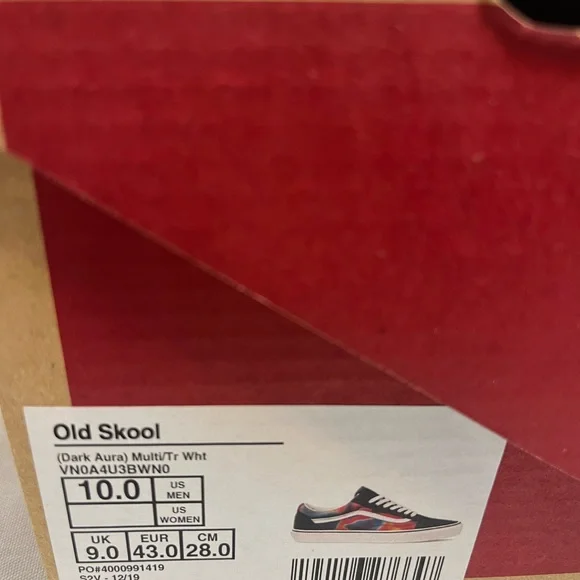 Old Skool
(Dark Aura) Multi/Tr Wht
VN0A4U3BWN0
10.0 US MEN
US WOMEN
UK EUR CM
9.0 43.0 28.0
PO#4000991419
S2V - 12/19